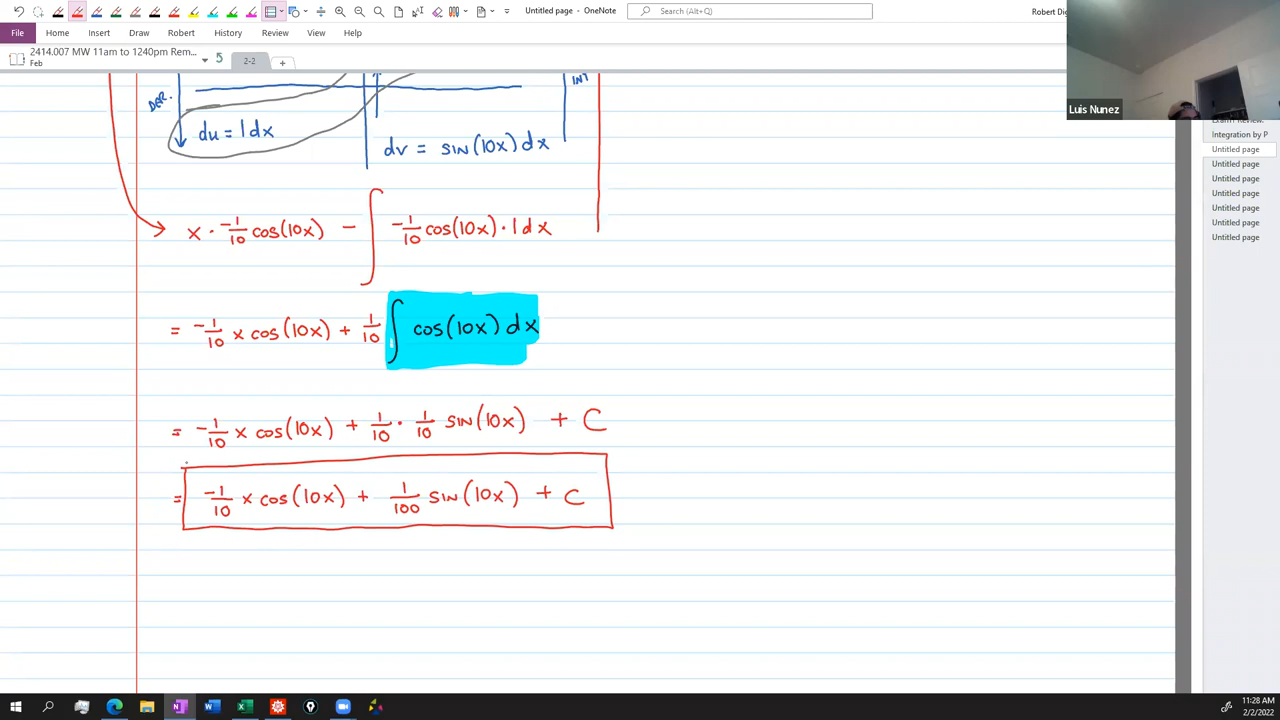 Untitled page - OneNote
Search (Alt+Q)
Robert Dig
File Home Insert Draw Robert History Review View Help
2414.007 MW 11am to 1240pm Rem...
Feb
5
2-2
Luis Nunez
Integration by P
Untitled page
Untitled page
Untitled page
Untitled page
Untitled page
Untitled page
Untitled page
DER.
INT
du = 1dx
dv = sin(10x)dx
x · -1/10 cos(10x) - ∫ -1/10 cos(10x) · 1dx
= -1/10 x cos(10x) + 1/10 ∫ cos(10x) dx
= -1/10 x cos(10x) + 1/10 · 1/10 sin(10x) + C
= -1/10 x cos(10x) + 1/100 sin(10x) + C
11:28 AM
2/2/2022